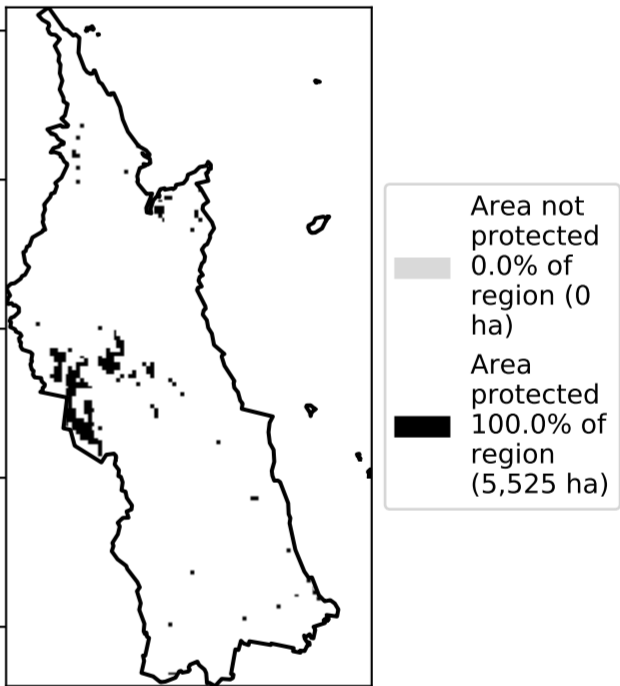 Area not
protected
0.0% of
region (0
ha)
Area
protected
100.0% of
region
(5,525 ha)